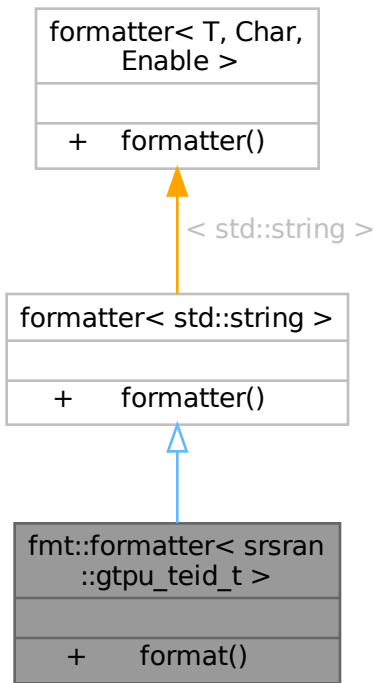 formatter< T, Char,
Enable >
+ formatter()
< std::string >
formatter< std::string >
+ formatter()
fmt::formatter< srsran
::gtpu_teid_t >
+ format()